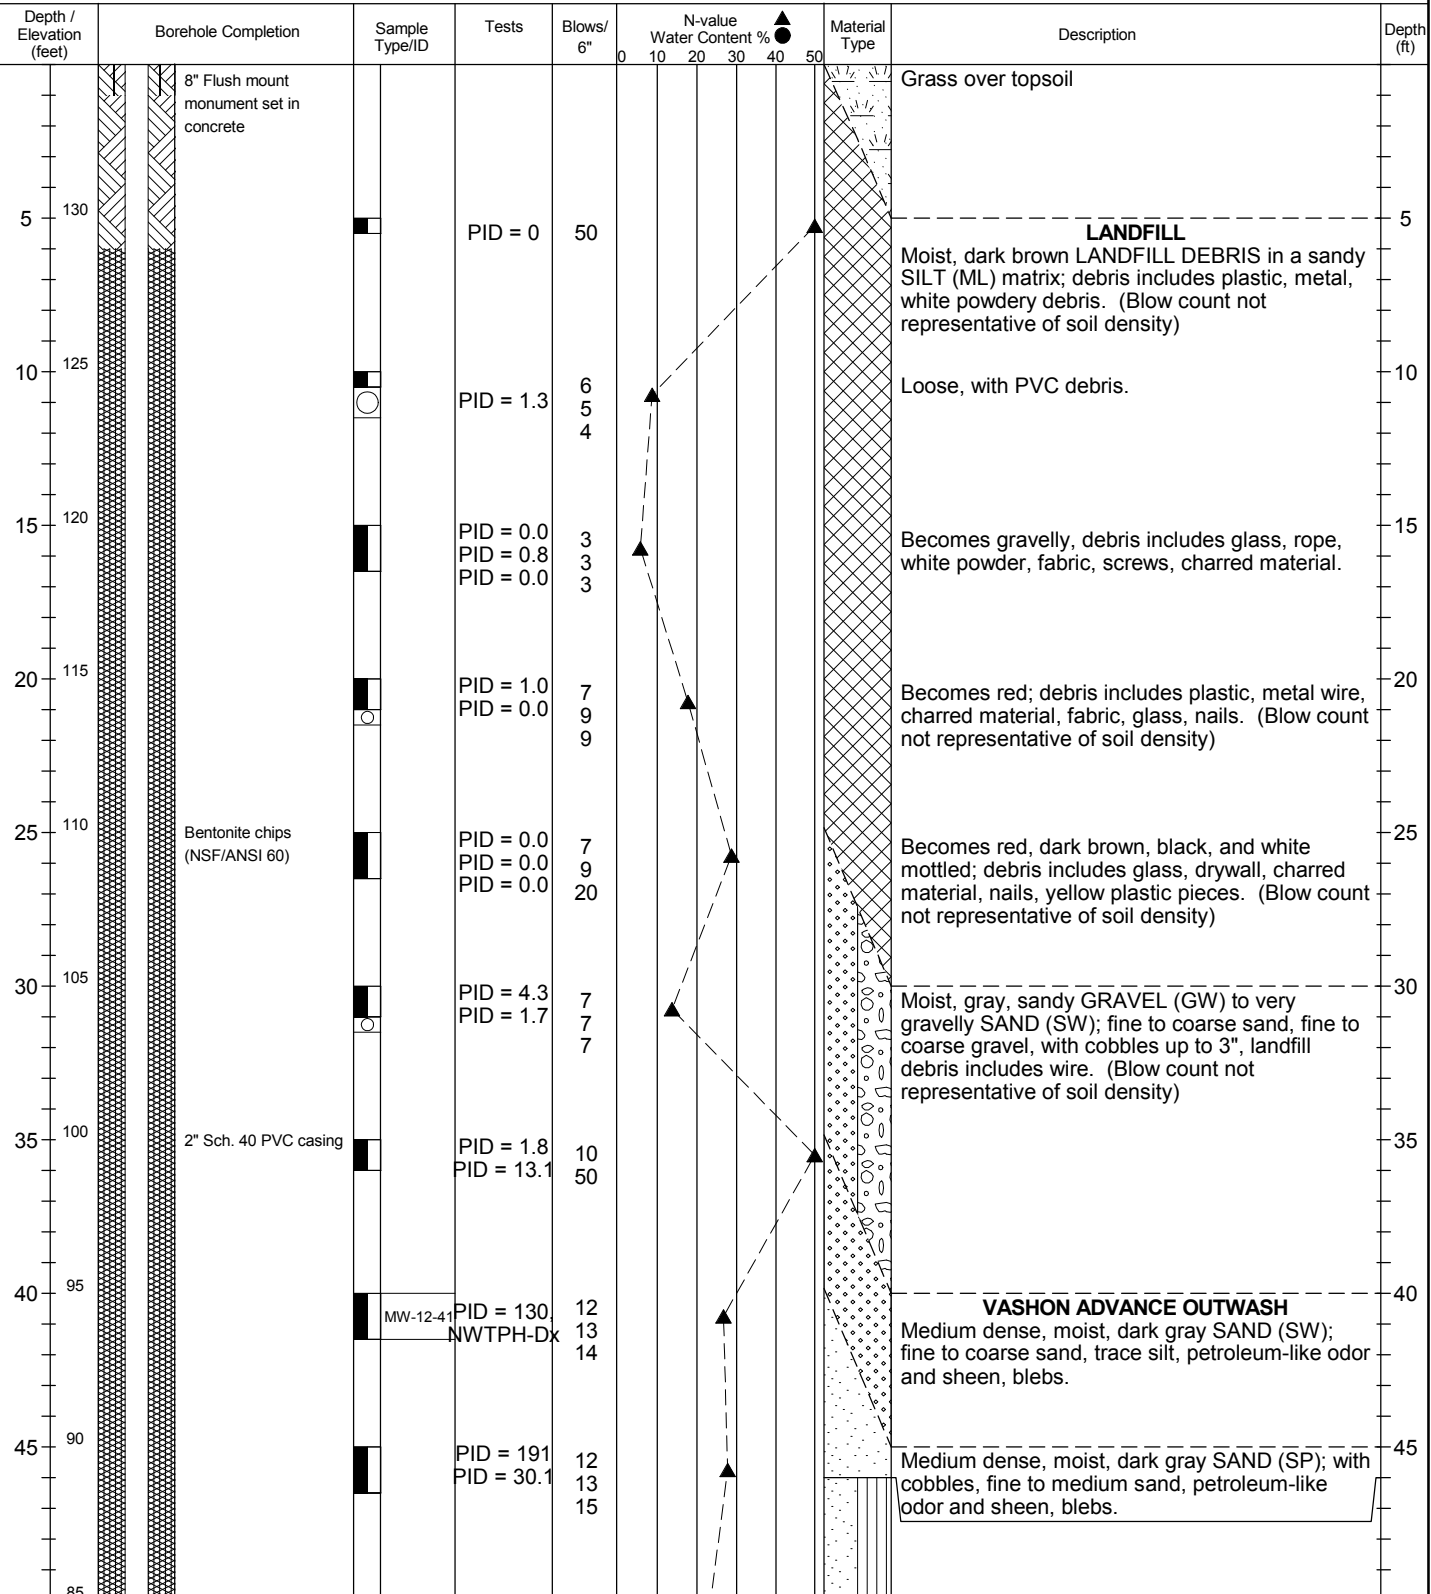 Depth /
Elevation
(feet)
Borehole Completion
Sample
Type/ID
Tests
Blows/
6"
N-value
Water Content %
0 10 20 30 40 50
Material
Type
Description
Depth
(ft)
8" Flush mount
monument set in
concrete
Grass over topsoil
5 130 PID = 0 50 5
LANDFILL
Moist, dark brown LANDFILL DEBRIS in a sandy
SILT (ML) matrix; debris includes plastic, metal,
white powdery debris. (Blow count not
representative of soil density)
10 125 10
PID = 1.3
6
5
4
Loose, with PVC debris.
15 120 15
PID = 0.0
PID = 0.8
PID = 0.0
3
3
3
Becomes gravelly, debris includes glass, rope,
white powder, fabric, screws, charred material.
20 115 20
PID = 1.0
PID = 0.0
7
9
9
Becomes red; debris includes plastic, metal wire,
charred material, fabric, glass, nails. (Blow count
not representative of soil density)
25 110 25
Bentonite chips
(NSF/ANSI 60)
PID = 0.0
PID = 0.0
PID = 0.0
7
9
20
Becomes red, dark brown, black, and white
mottled; debris includes glass, drywall, charred
material, nails, yellow plastic pieces. (Blow count
not representative of soil density)
30 105 30
PID = 4.3
PID = 1.7
7
7
7
Moist, gray, sandy GRAVEL (GW) to very
gravelly SAND (SW); fine to coarse sand, fine to
coarse gravel, with cobbles up to 3", landfill
debris includes wire. (Blow count not
representative of soil density)
35 100 35
2" Sch. 40 PVC casing
PID = 1.8
PID = 13.1
10
50
40 95 40
MW-12-41
PID = 130,
NWTPH-Dx
12
13
14
VASHON ADVANCE OUTWASH
Medium dense, moist, dark gray SAND (SW);
fine to coarse sand, trace silt, petroleum-like odor
and sheen, blebs.
45 90 45
PID = 191
PID = 30.1
12
13
15
Medium dense, moist, dark gray SAND (SP); with
cobbles, fine to medium sand, petroleum-like
odor and sheen, blebs.
85